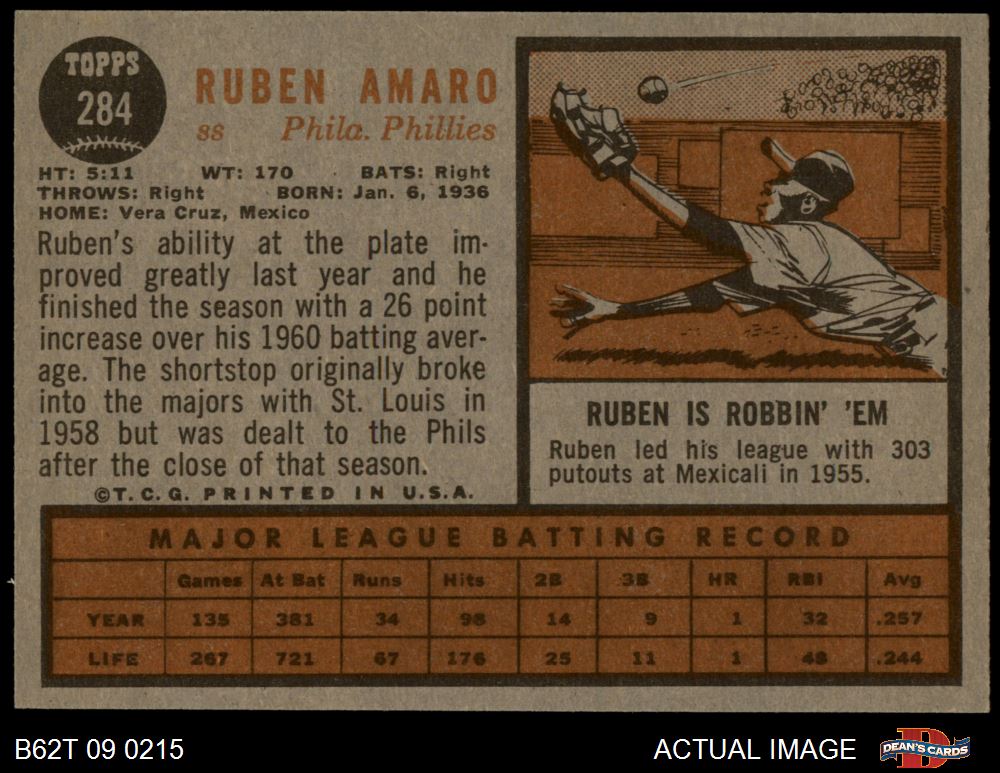 TOPPS
284
RUBEN AMARO
ss Phila. Phillies
HT: 5:11 WT: 170 BATS: Right
THROWS: Right BORN: Jan. 6, 1936
HOME: Vera Cruz, Mexico
Ruben's ability at the plate im-
proved greatly last year and he
finished the season with a 26 point
increase over his 1960 batting aver-
age. The shortstop originally broke
into the majors with St. Louis in
1958 but was dealt to the Phils
after the close of that season.
©T. C. G. PRINTED IN U.S.A.
RUBEN IS ROBBIN' 'EM
Ruben led his league with 303
putouts at Mexicali in 1955.
MAJOR LEAGUE BATTING RECORD
Games At Bat Runs Hits 2B 3B HR RBI Avg
YEAR 135 381 34 98 14 9 1 32 .257
LIFE 267 721 67 176 25 11 1 48 .244
B62T 09 0215 ACTUAL IMAGE
D
DEAN'S CARDS